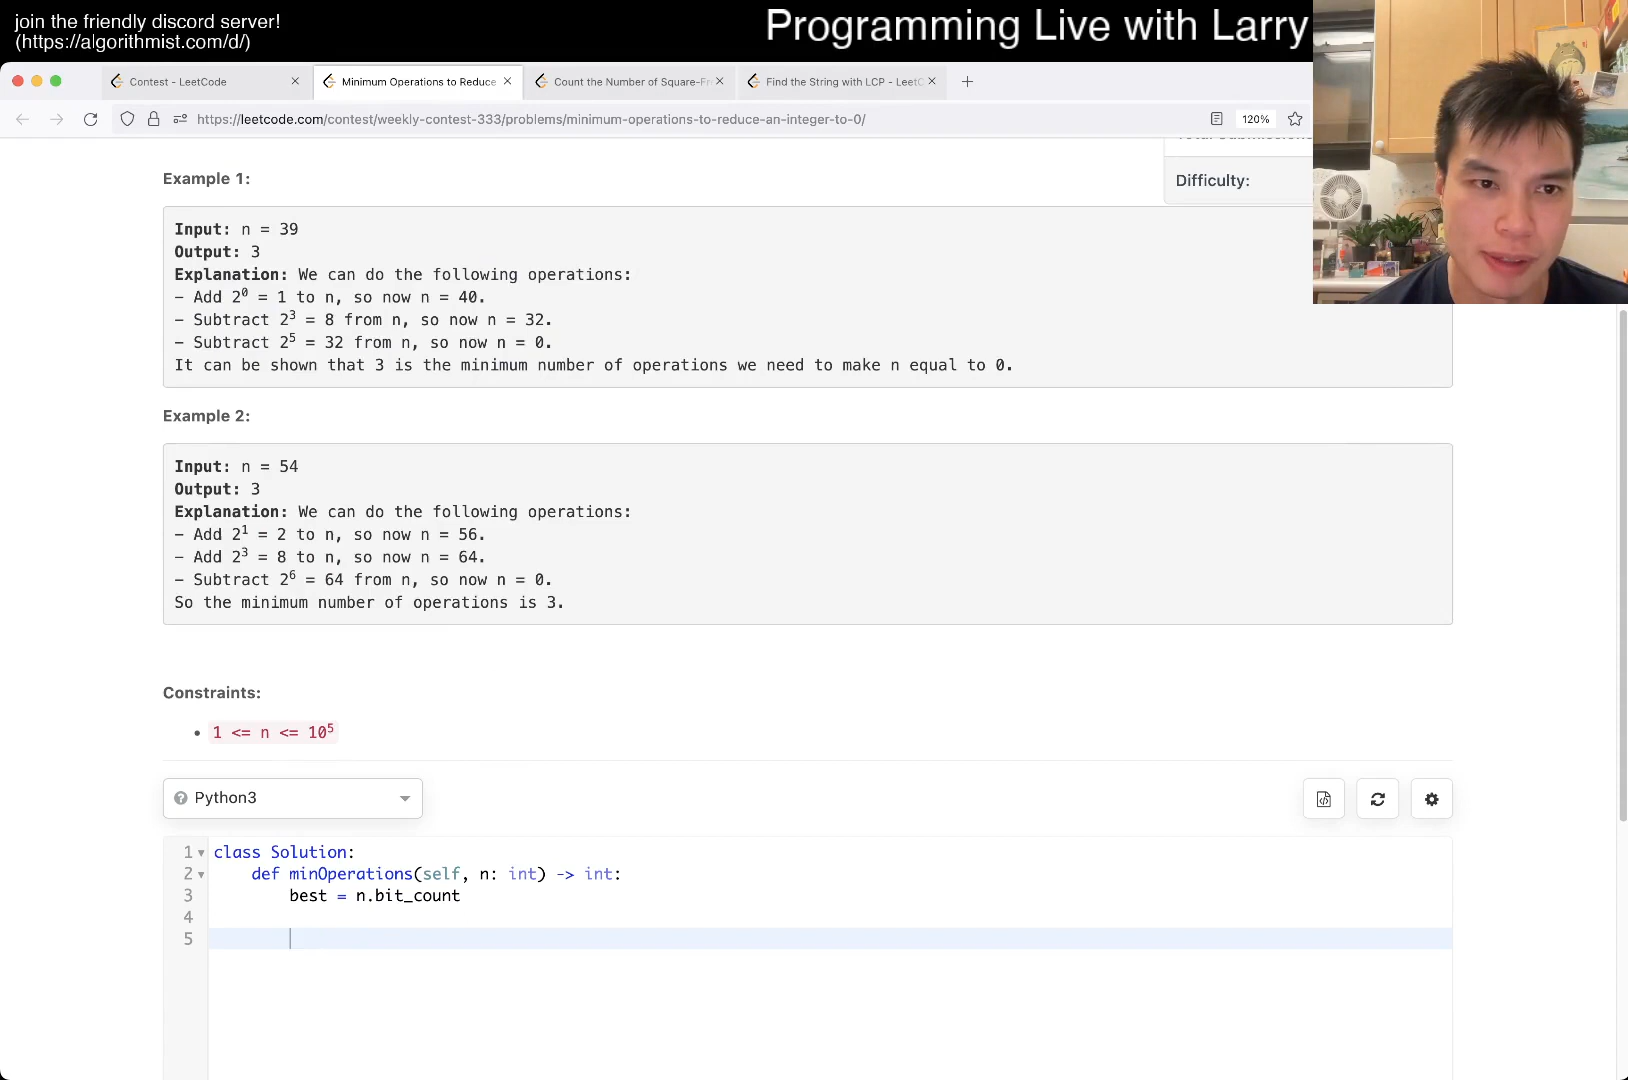 join the friendly discord server!
(https://algorithmist.com/d/)
Programming Live with Larry
Contest - LeetCode
Minimum Operations to Reduce
Count the Number of Square-Fr
Find the String with LCP - LeetC
https://leetcode.com/contest/weekly-contest-333/problems/minimum-operations-to-reduce-an-integer-to-0/
120%
Total Submissions
Difficulty:
Example 1:
Input: n = 39
Output: 3
Explanation: We can do the following operations:
- Add 2⁰ = 1 to n, so now n = 40.
- Subtract 2³ = 8 from n, so now n = 32.
- Subtract 2⁵ = 32 from n, so now n = 0.
It can be shown that 3 is the minimum number of operations we need to make n equal to 0.
Example 2:
Input: n = 54
Output: 3
Explanation: We can do the following operations:
- Add 2¹ = 2 to n, so now n = 56.
- Add 2³ = 8 to n, so now n = 64.
- Subtract 2⁶ = 64 from n, so now n = 0.
So the minimum number of operations is 3.
Constraints:
• 1 <= n <= 10⁵
Python3
1 class Solution:
2 def minOperations(self, n: int) -> int:
3 best = n.bit_count
4
5